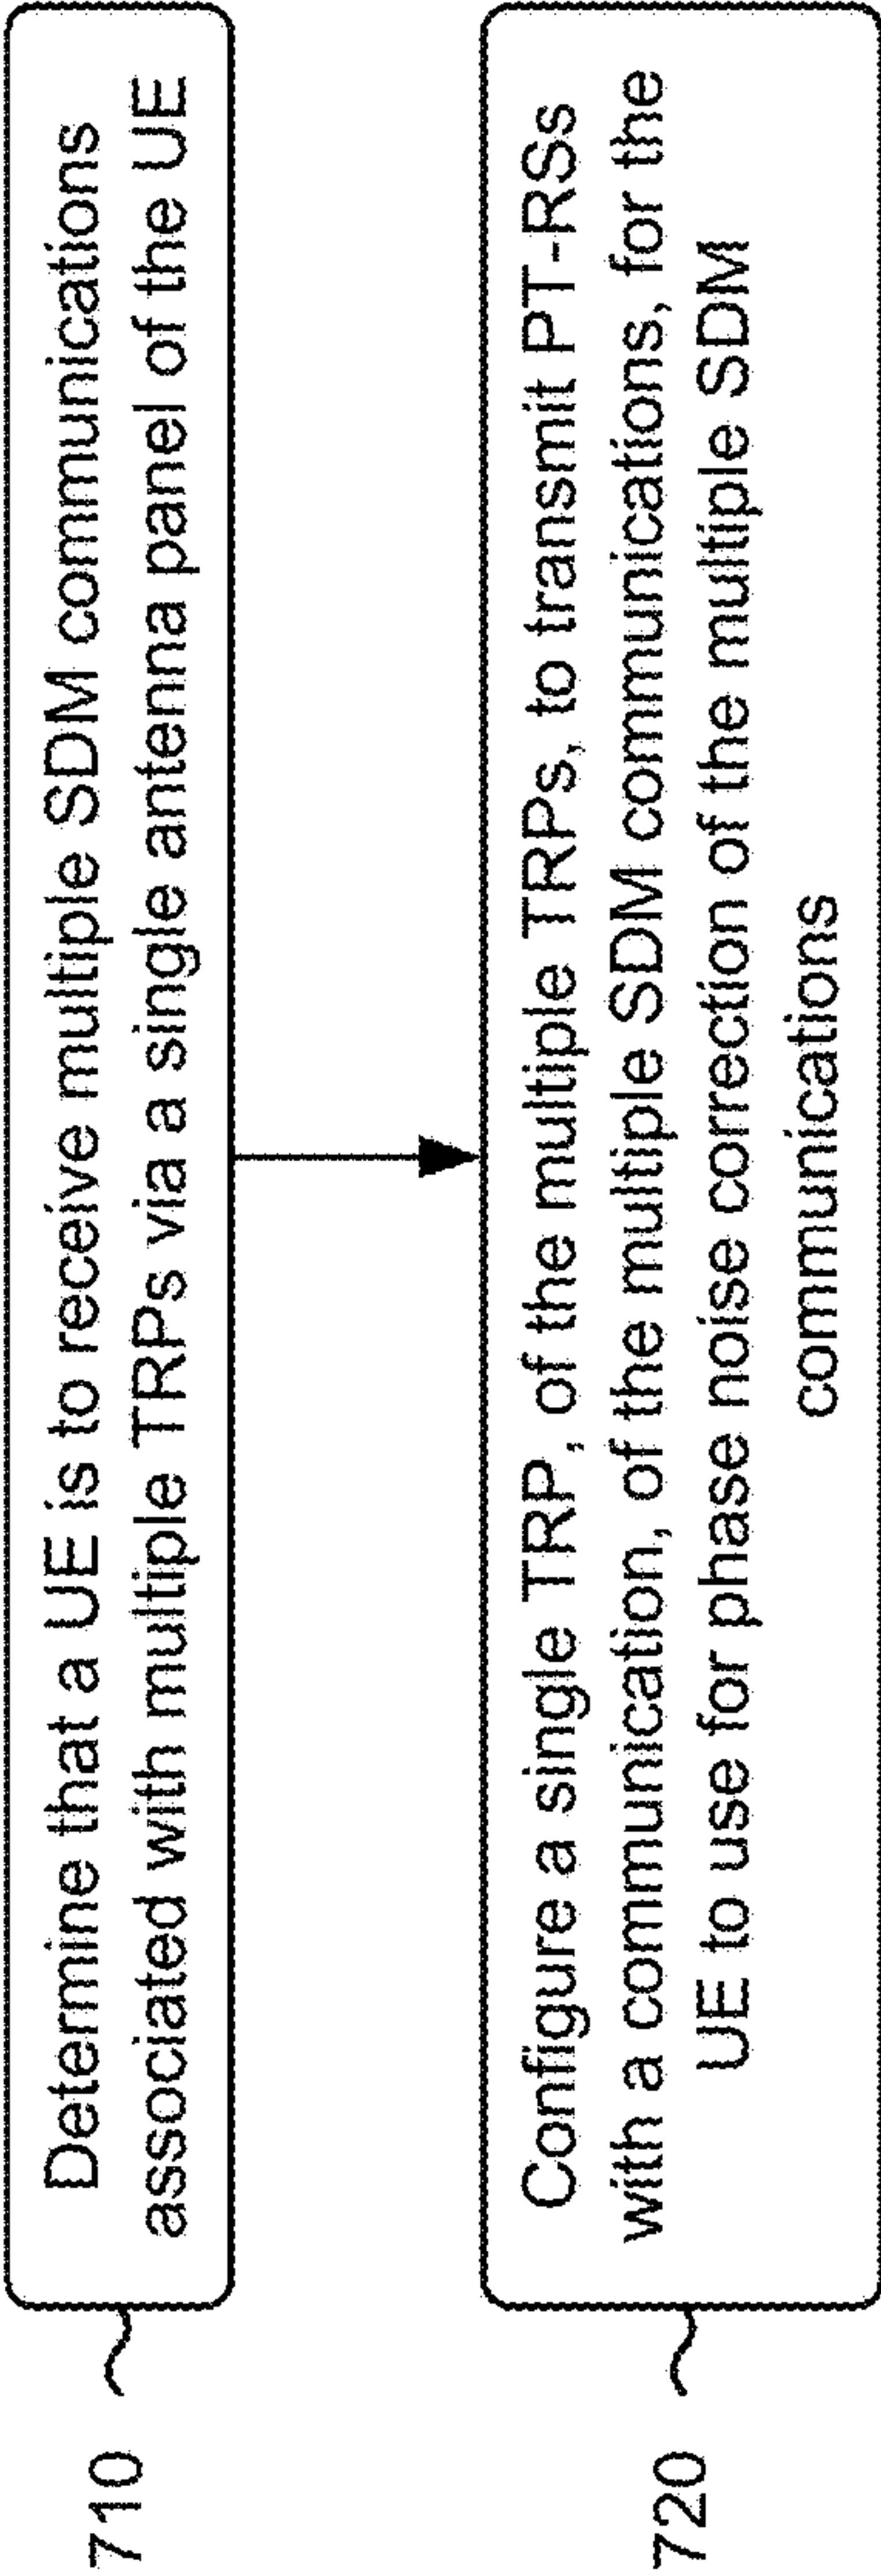 710
Determine that a UE is to receive multiple SDM communications
associated with multiple TRPs via a single antenna panel of the UE
720
Configure a single TRP, of the multiple TRPs, to transmit PT-RSs
with a communication, of the multiple SDM communications, for the
UE to use for phase noise correction of the multiple SDM
communications